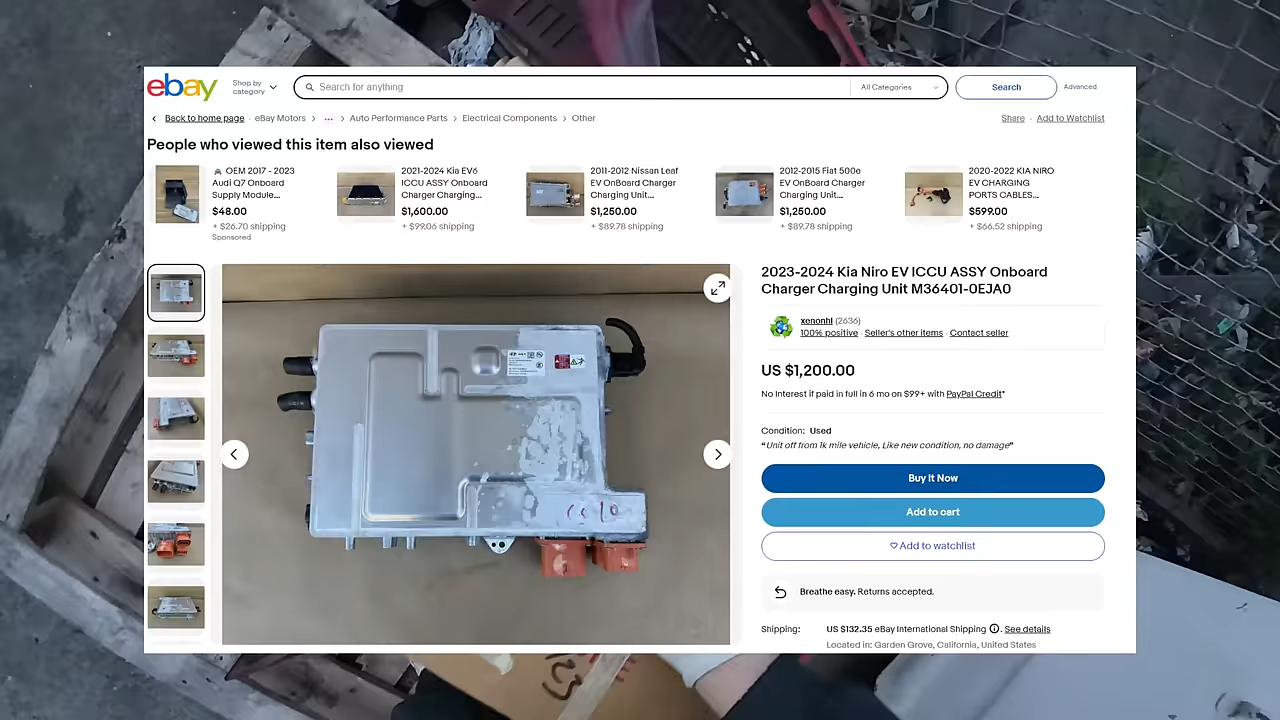 ebay
Shop by
category
Search for anything
All Categories
Search
Advanced
Back to home page · eBay Motors > ... > Auto Performance Parts > Electrical Components > Other
Share · Add to Watchlist
People who viewed this item also viewed
OEM 2017 - 2023
Audi Q7 Onboard
Supply Module...
$48.00
+ $26.70 shipping
Sponsored
2021-2024 Kia EV6
ICCU ASSY Onboard
Charger Charging...
$1,600.00
+ $99.06 shipping
2011-2012 Nissan Leaf
EV OnBoard Charger
Charging Unit...
$1,250.00
+ $89.78 shipping
2012-2015 Fiat 500e
EV OnBoard Charger
Charging Unit...
$1,250.00
+ $89.78 shipping
2020-2022 KIA NIRO
EV CHARGING
PORTS CABLES...
$599.00
+ $66.52 shipping
2023-2024 Kia Niro EV ICCU ASSY Onboard
Charger Charging Unit M36401-0EJA0
xenonhl (2636)
100% positive · Seller's other items · Contact seller
US $1,200.00
No Interest if paid in full in 6 mo on $99+ with PayPal Credit*
Condition: Used
“Unit off from 1k mile vehicle, Like new condition, no damage”
Buy It Now
Add to cart
Add to watchlist
Breathe easy. Returns accepted.
Shipping: US $132.35 eBay International Shipping See details
Located in: Garden Grove, California, United States